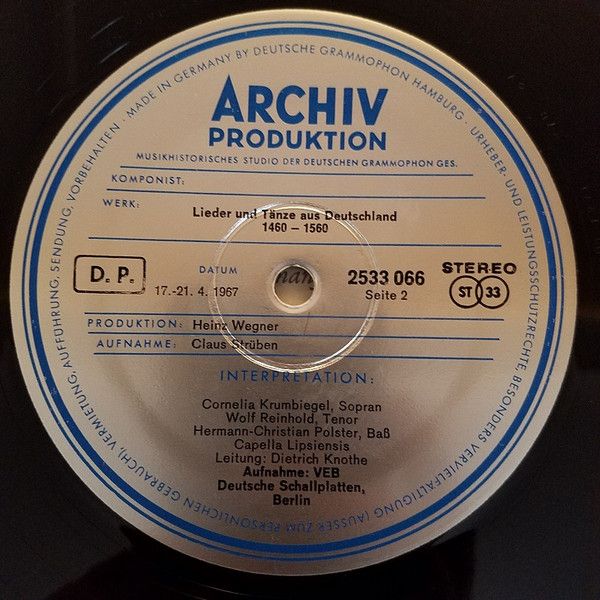 MADE IN GERMANY BY DEUTSCHE GRAMMOPHON HAMBURG · URHEBER- UND LEISTUNGSSCHUTZRECHTE, BESONDERS VERVIELFÄLTIGUNG (AUSSER ZUM PERSÖNLICHEN GEBRAUCH), VERMIETUNG, AUFFÜHRUNG, SENDUNG, VORBEHALTEN ·
ARCHIV
PRODUKTION
MUSIKHISTORISCHES STUDIO DER DEUTSCHEN GRAMMOPHON GES.
KOMPONIST:
WERK:
Lieder und Tänze aus Deutschland
1460 – 1560
D. P.
DATUM
17.-21. 4. 1967
2533 066
Seite 2
STEREO
ST 33
PRODUKTION: Heinz Wegner
AUFNAHME: Claus Strüben
INTERPRETATION:
Cornelia Krumbiegel, Sopran
Wolf Reinhold, Tenor
Hermann-Christian Polster, Baß
Capella Lipsiensis
Leitung: Dietrich Knothe
Aufnahme: VEB
Deutsche Schallplatten,
Berlin